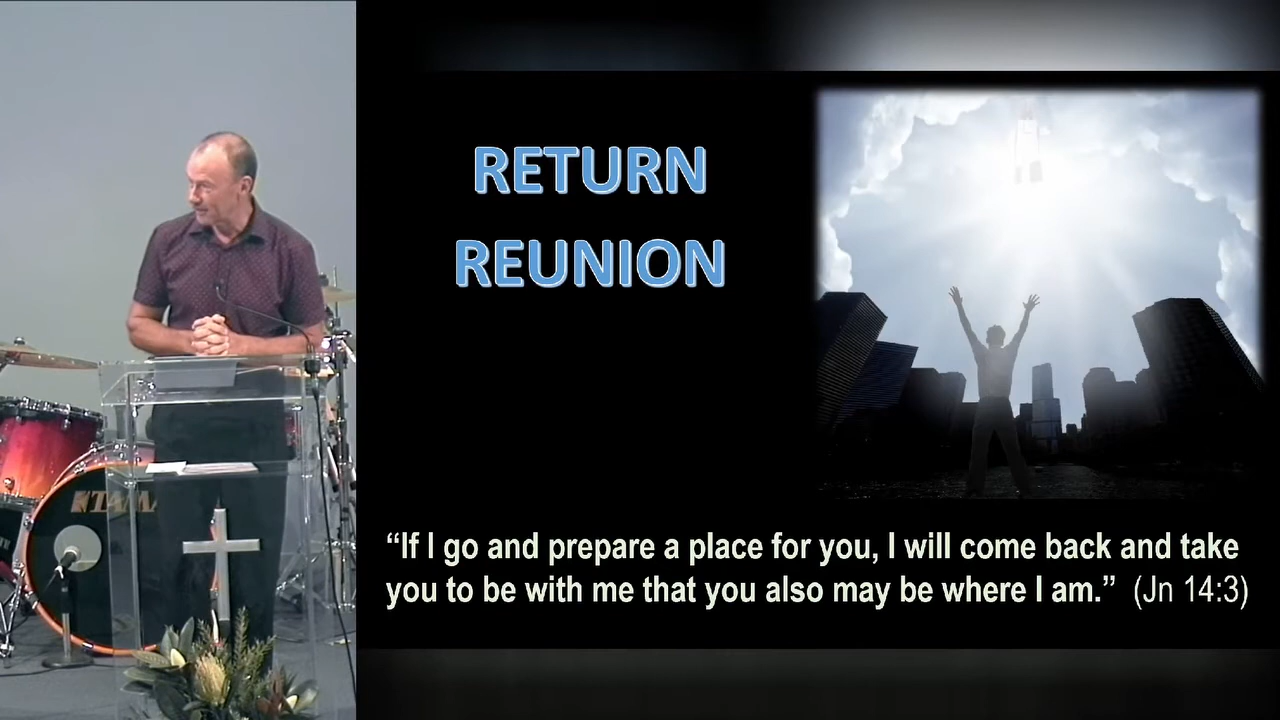 RETURN
REUNION
“If I go and prepare a place for you, I will come back and take
you to be with me that you also may be where I am.” (Jn 14:3)
TAMA